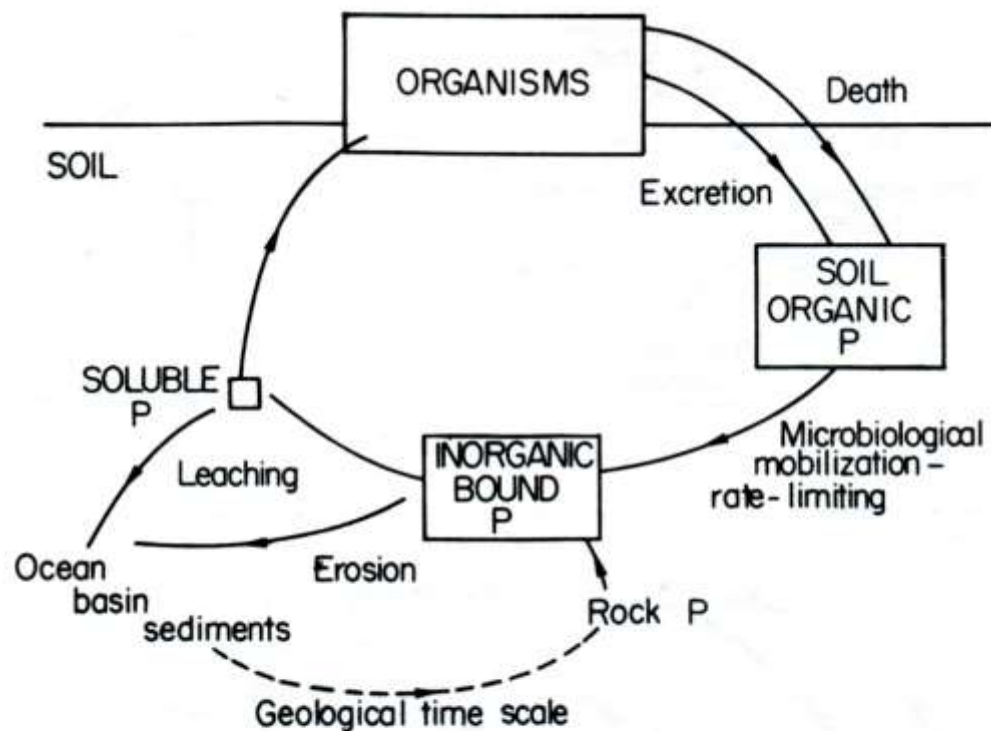 ORGANISMS
Death
SOIL
Excretion
SOIL
ORGANIC
P
SOLUBLE
P
Leaching
INORGANIC
BOUND
P
Microbiological
mobilization-
rate-limiting
Erosion
Ocean
basin
sediments
Rock P
Geological time scale